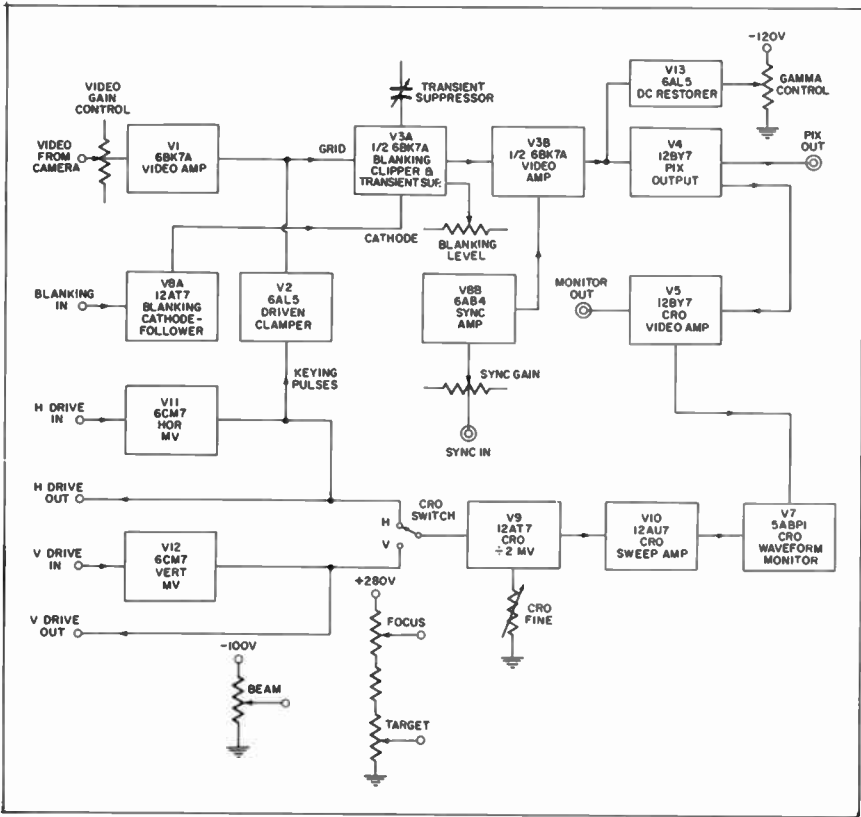 VIDEO
GAIN
CONTROL
VIDEO
FROM
CAMERA
V1
6BK7A
VIDEO AMP
GRID
TRANSIENT
SUPPRESSOR
V3A
1/2 6BK7A
BLANKING
CLIPPER &
TRANSIENT SUP.
V3B
1/2 6BK7A
VIDEO
AMP
V13
6AL5
DC RESTORER
-120V
GAMMA
CONTROL
V4
12BY7
PIX
OUTPUT
PIX
OUT
CATHODE
BLANKING
LEVEL
BLANKING
IN
V8A
12AT7
BLANKING
CATHODE-
FOLLOWER
V2
6AL5
DRIVEN
CLAMPER
V8B
6AB4
SYNC
AMP
MONITOR
OUT
V5
12BY7
CRO
VIDEO AMP
KEYING
PULSES
SYNC GAIN
SYNC IN
H DRIVE
IN
V11
6CM7
HOR
MV
H DRIVE
OUT
CRO
SWITCH
H
V
V9
12AT7
CRO
÷2 MV
V10
12AU7
CRO
SWEEP AMP
V7
5ABP1
CRO
WAVEFORM
MONITOR
V DRIVE
IN
V12
6CM7
VERT
MV
V DRIVE
OUT
+280V
FOCUS
CRO
FINE
-100V
BEAM
TARGET